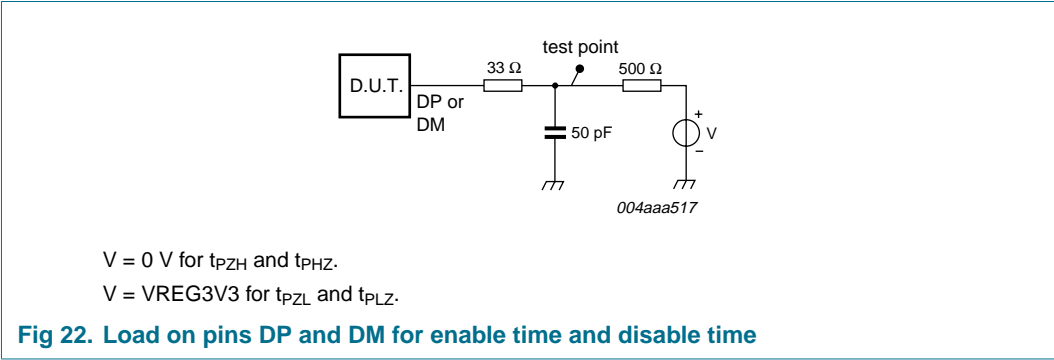 test point
33 Ω
500 Ω
D.U.T.
DP or
DM
50 pF
+
V
−
004aaa517
V = 0 V for tPZH and tPHZ.
V = VREG3V3 for tPZL and tPLZ.
Fig 22. Load on pins DP and DM for enable time and disable time